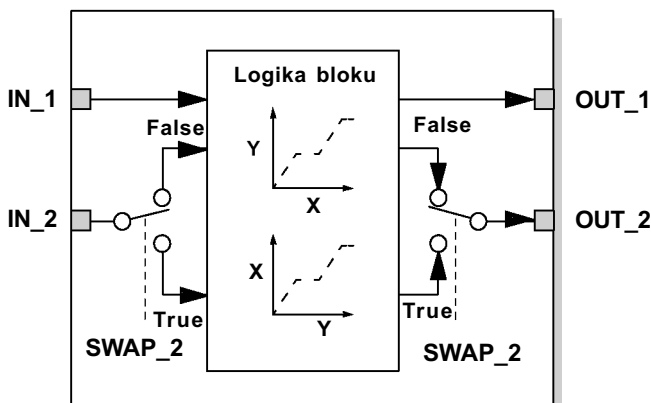 Logika bloku
IN_1
OUT_1
False
False
Y
X
IN_2
OUT_2
X
Y
True
True
SWAP_2
SWAP_2